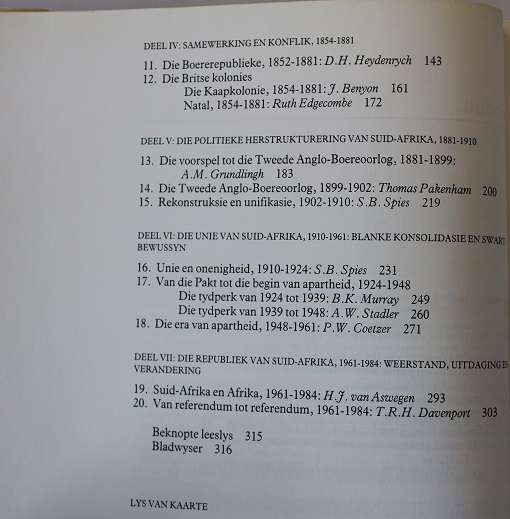 DEEL IV: SAMEWERKING EN KONFLIK, 1854-1881
11. Die Boererepublieke, 1852-1881: D.H. Heydenrych 143
12. Die Britse kolonies
Die Kaapkolonie, 1854-1881: J. Benyon 161
Natal, 1854-1881: Ruth Edgecombe 172
DEEL V: DIE POLITIEKE HERSTRUKTURERING VAN SUID-AFRIKA, 1881-1910
13. Die voorspel tot die Tweede Anglo-Boereoorlog, 1881-1899:
A.M. Grundlingh 183
14. Die Tweede Anglo-Boereoorlog, 1899-1902: Thomas Pakenham 200
15. Rekonstruksie en unifikasie, 1902-1910: S.B. Spies 219
DEEL VI: DIE UNIE VAN SUID-AFRIKA, 1910-1961: BLANKE KONSOLIDASIE EN SWART
BEWUSSYN
16. Unie en onenigheid, 1910-1924: S.B. Spies 231
17. Van die Pakt tot die begin van apartheid, 1924-1948
Die tydperk van 1924 tot 1939: B.K. Murray 249
Die tydperk van 1939 tot 1948: A.W. Stadler 260
18. Die era van apartheid, 1948-1961: P.W. Coetzer 271
DEEL VII: DIE REPUBLIEK VAN SUID-AFRIKA, 1961-1984: WEERSTAND, UITDAGING EN
VERANDERING
19. Suid-Afrika en Afrika, 1961-1984: H.J. van Aswegen 293
20. Van referendum tot referendum, 1961-1984: T.R.H. Davenport 303
Beknopte leeslys 315
Bladwyser 316
LYS VAN KAARTE